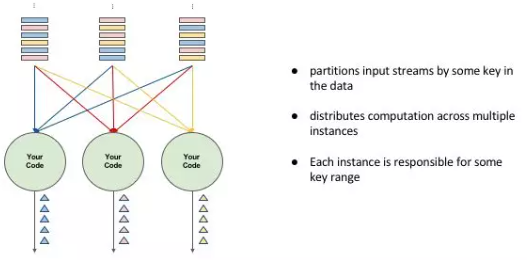 Your
Code
Your
Code
Your
Code
● partitions input streams by some key in
the data
● distributes computation across multiple
instances
● Each instance is responsible for some
key range